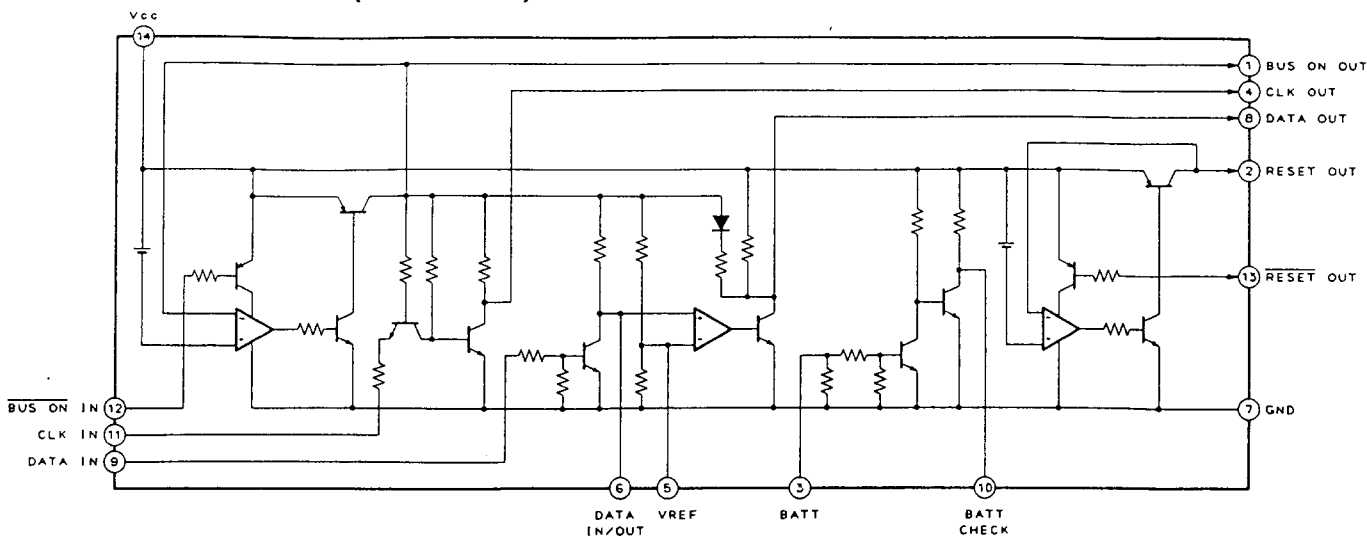 Vcc
14
1 BUS ON OUT
4 CLK OUT
8 DATA OUT
2 RESET OUT
13 RESET OUT
BUS ON IN 12
7 GND
CLK IN 11
DATA IN 9
6 5 3 10
DATA IN/OUT
VREF
BATT
BATT CHECK